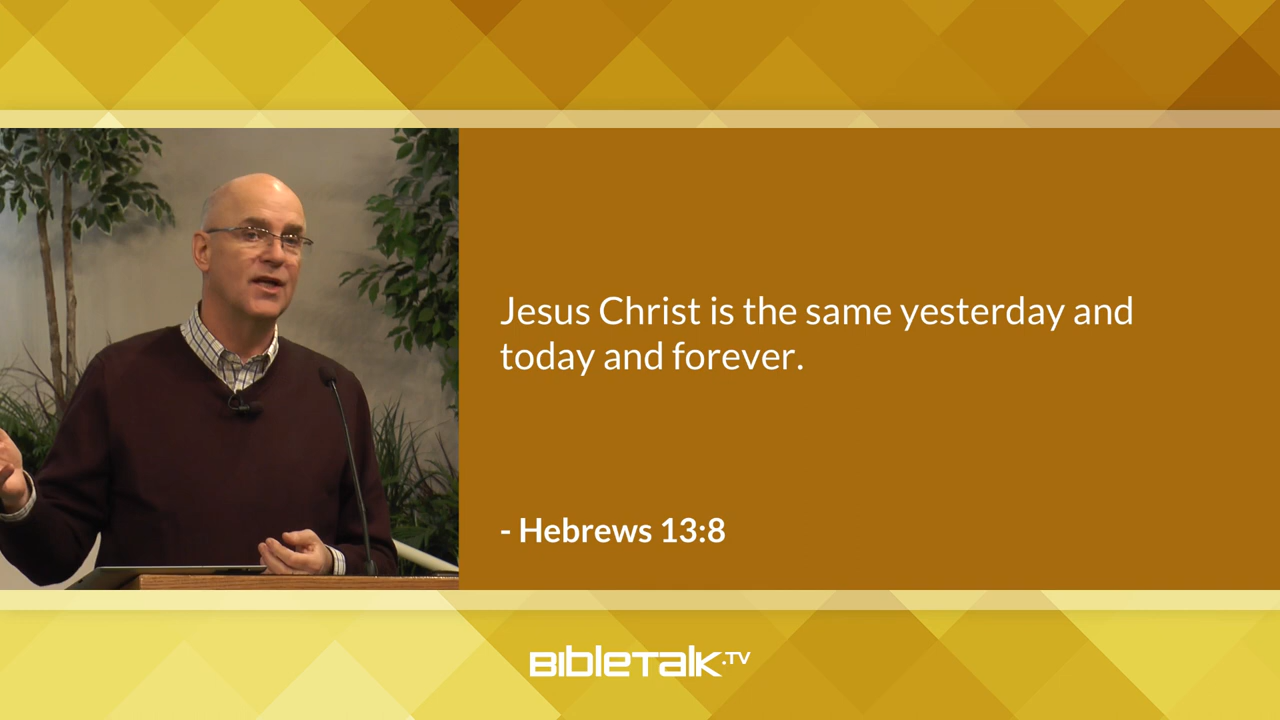 Jesus Christ is the same yesterday and
today and forever.
- Hebrews 13:8
BibleTalk.TV